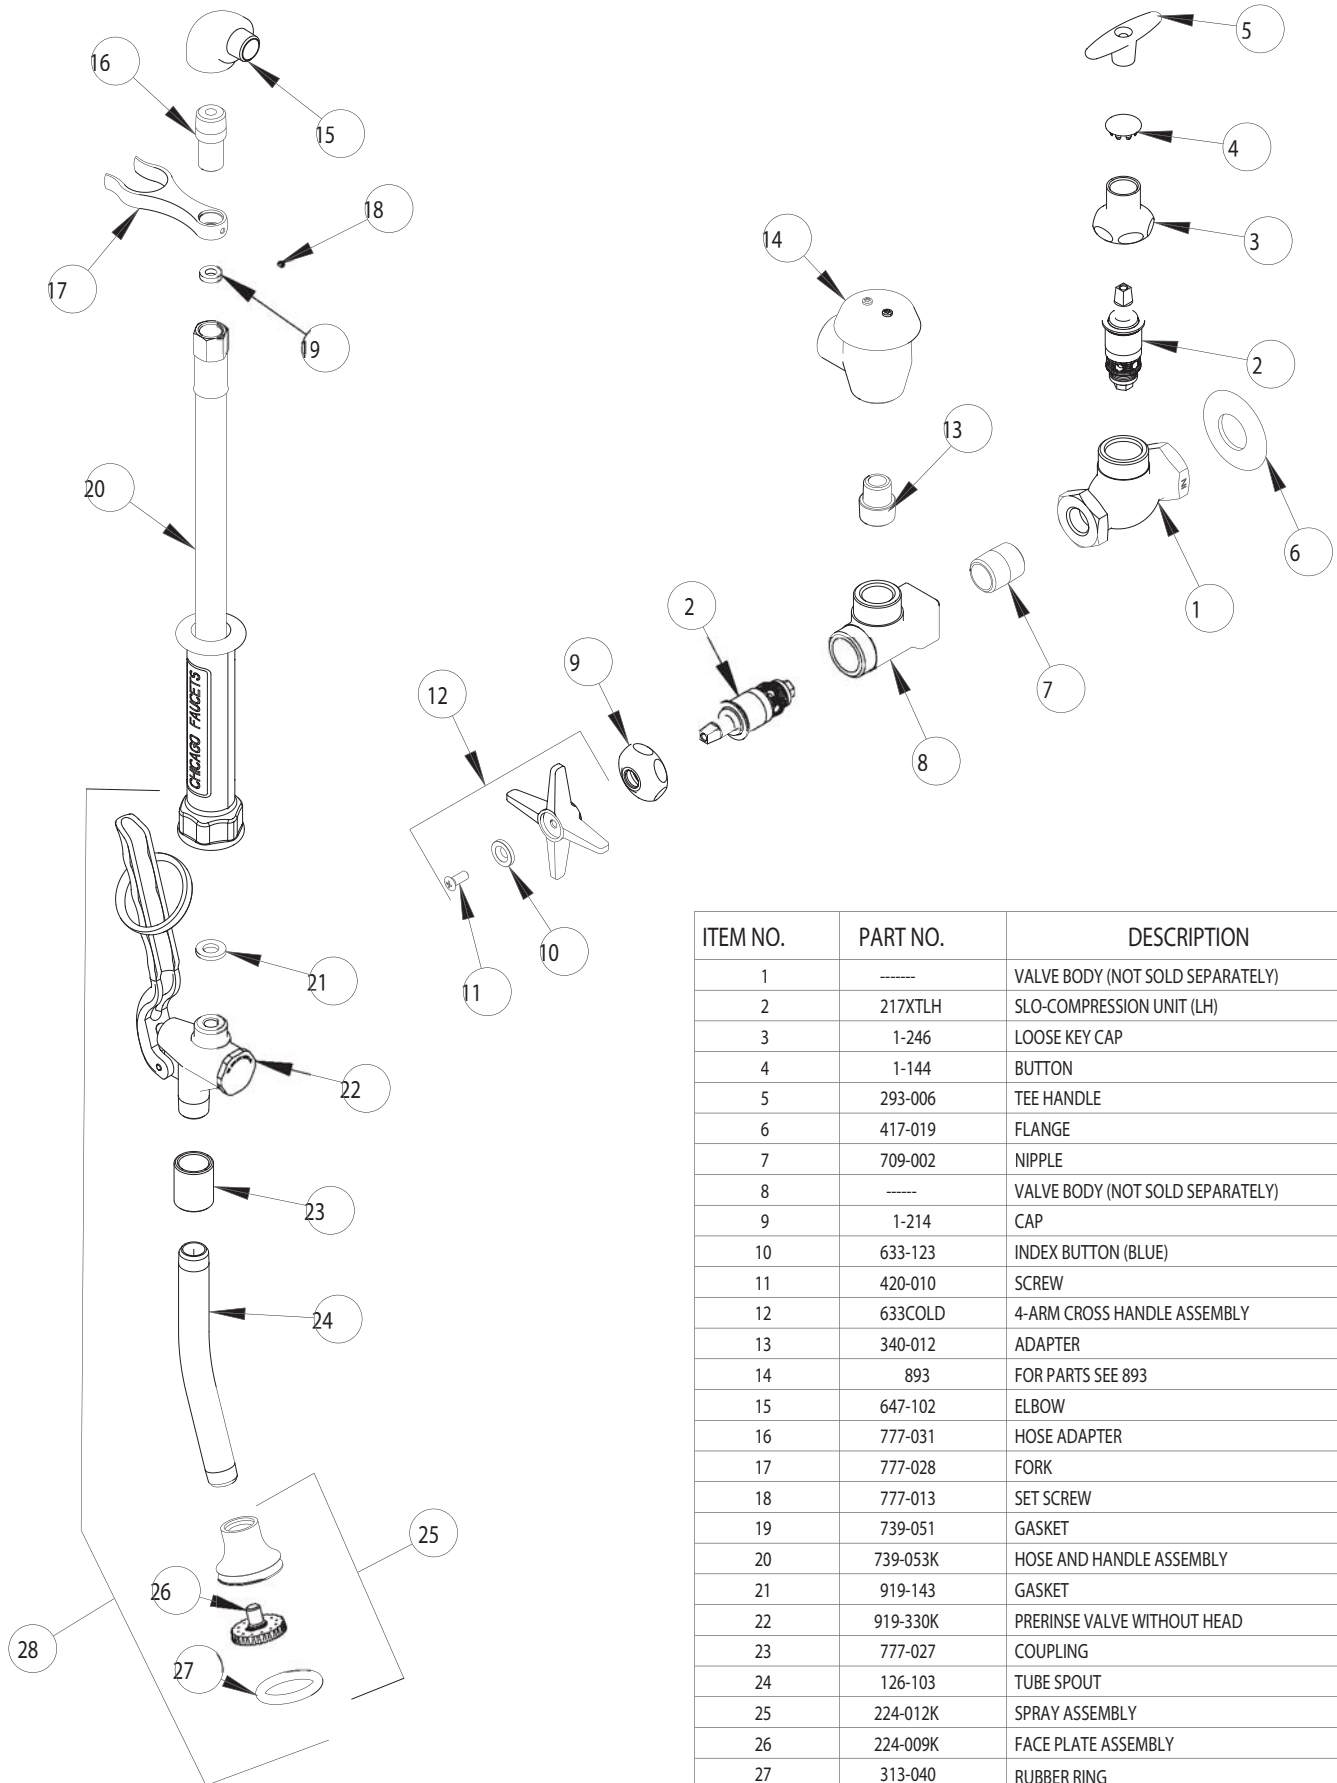 5
16
15
4
18
3
14
17
19
2
13
IN
20
6
1
2
9
7
12
CHICAGO FAUCETS
8
10
21
11
22
23
24
25
26
28
27
ITEM NO. PART NO. DESCRIPTION
1 ------- VALVE BODY (NOT SOLD SEPARATELY)
2 217XTLH SLO-COMPRESSION UNIT (LH)
3 1-246 LOOSE KEY CAP
4 1-144 BUTTON
5 293-006 TEE HANDLE
6 417-019 FLANGE
7 709-002 NIPPLE
8 ------ VALVE BODY (NOT SOLD SEPARATELY)
9 1-214 CAP
10 633-123 INDEX BUTTON (BLUE)
11 420-010 SCREW
12 633COLD 4-ARM CROSS HANDLE ASSEMBLY
13 340-012 ADAPTER
14 893 FOR PARTS SEE 893
15 647-102 ELBOW
16 777-031 HOSE ADAPTER
17 777-028 FORK
18 777-013 SET SCREW
19 739-051 GASKET
20 739-053K HOSE AND HANDLE ASSEMBLY
21 919-143 GASKET
22 919-330K PRERINSE VALVE WITHOUT HEAD
23 777-027 COUPLING
24 126-103 TUBE SPOUT
25 224-012K SPRAY ASSEMBLY
26 224-009K FACE PLATE ASSEMBLY
27 313-040 RUBBER RING